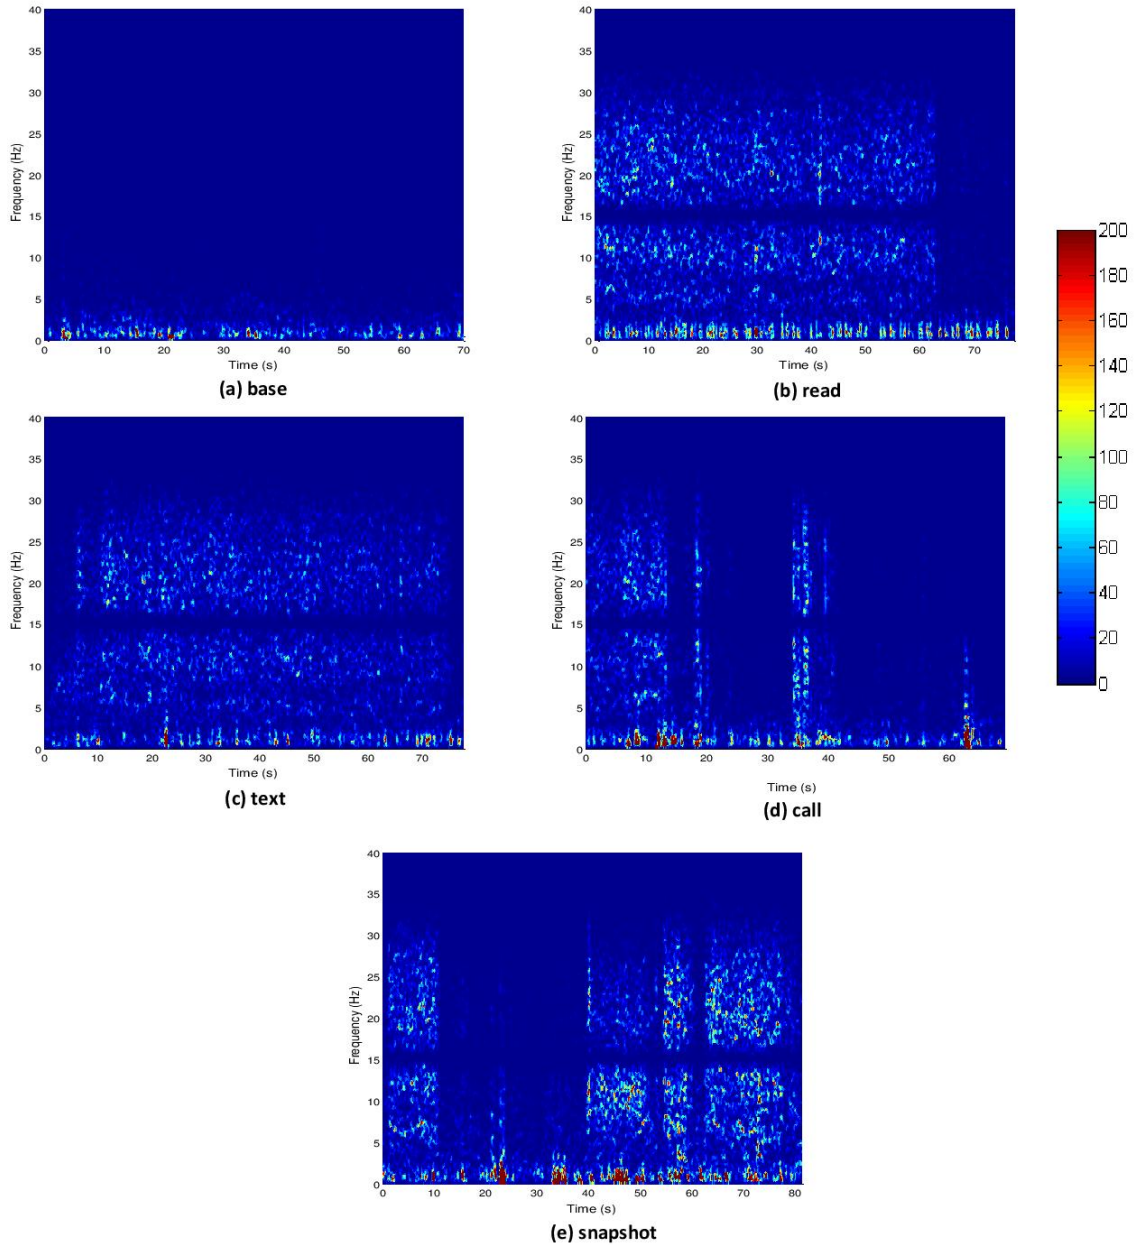 40
35
30
25
20
15
10
5
0
Frequency (Hz)
0 10 20 30 40 50 60 70
Time (s)
(a) base
40
35
30
25
20
15
10
5
0
Frequency (Hz)
0 10 20 30 40 50 60 70
Time (s)
(b) read
200
180
160
140
120
100
80
60
40
20
0
40
35
30
25
20
15
10
5
0
Frequency (Hz)
0 10 20 30 40 50 60 70
Time (s)
(c) text
40
35
30
25
20
15
10
5
0
Frequency (Hz)
0 10 20 30 40 50 60
Time (s)
(d) call
40
35
30
25
20
15
10
5
0
Frequency (Hz)
0 10 20 30 40 50 60 70 80
Time (s)
(e) snapshot